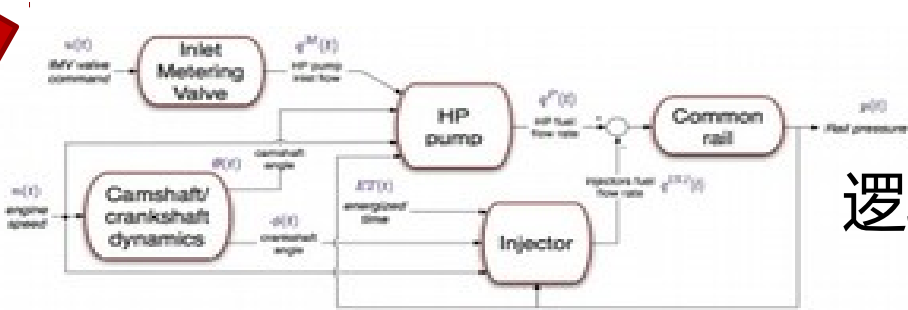 u(t)
IMV valve
command
Inlet
Metering
Valve
HP pump
inlet flow
HP
pump
HP fuel
flow rate
Common
rail
p(t)
Rail pressure
camshaft
angle
θ(t)
n(t)
engine
speed
Camshaft/
crankshaft
dynamics
ϕ(t)
crankshaft
angle
ET(t)
energized
time
Injector
injectors fuel
flow rate
逻